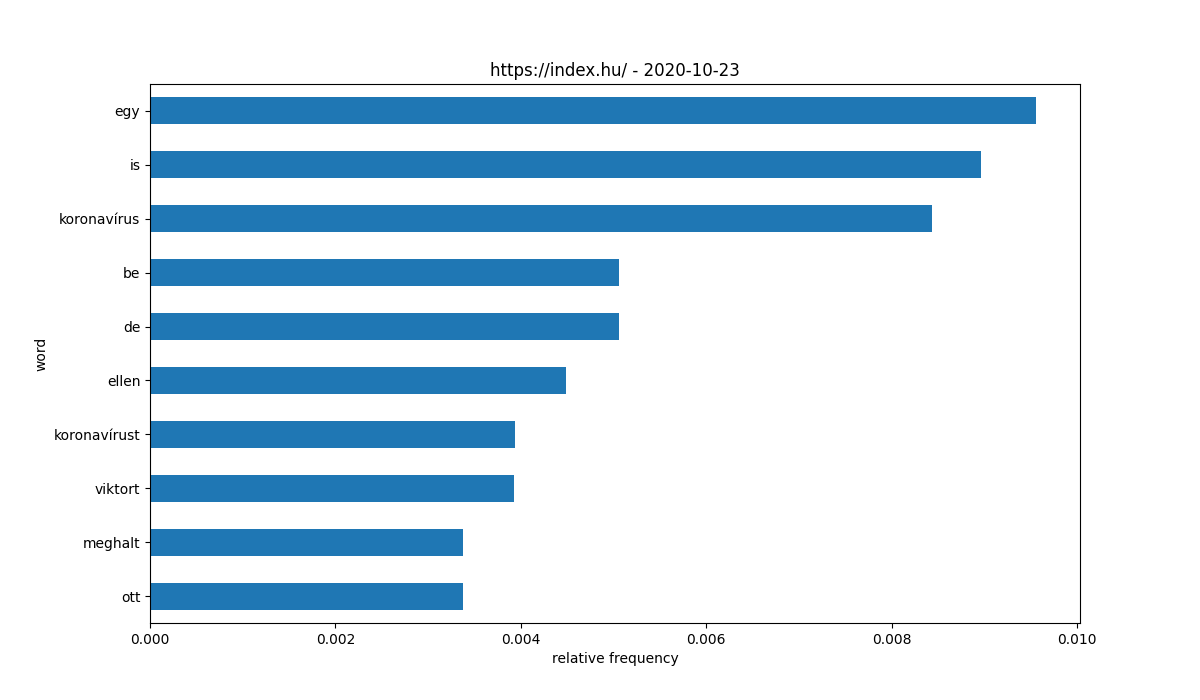 https://index.hu/ - 2020-10-23
egy
is
koronavírus
be
de
ellen
koronavírust
viktort
meghalt
ott
word
0.000 0.002 0.004 0.006 0.008 0.010
relative frequency